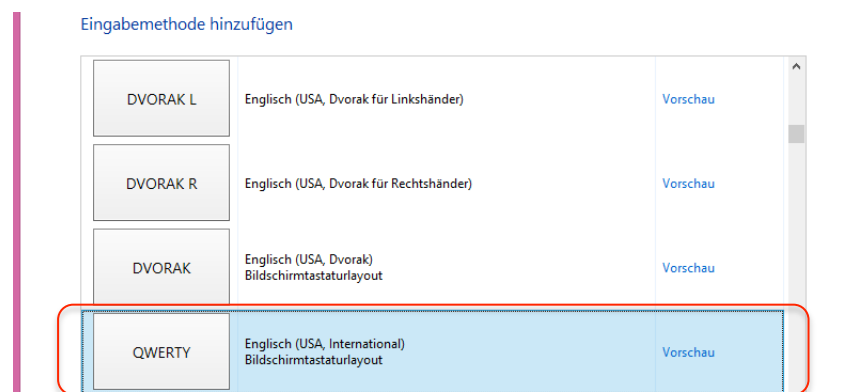 Eingabemethode hinzufügen
DVORAK L
Englisch (USA, Dvorak für Linkshänder)
Vorschau
DVORAK R
Englisch (USA, Dvorak für Rechtshänder)
Vorschau
DVORAK
Englisch (USA, Dvorak)
Bildschirmtastaturlayout
Vorschau
QWERTY
Englisch (USA, International)
Bildschirmtastaturlayout
Vorschau